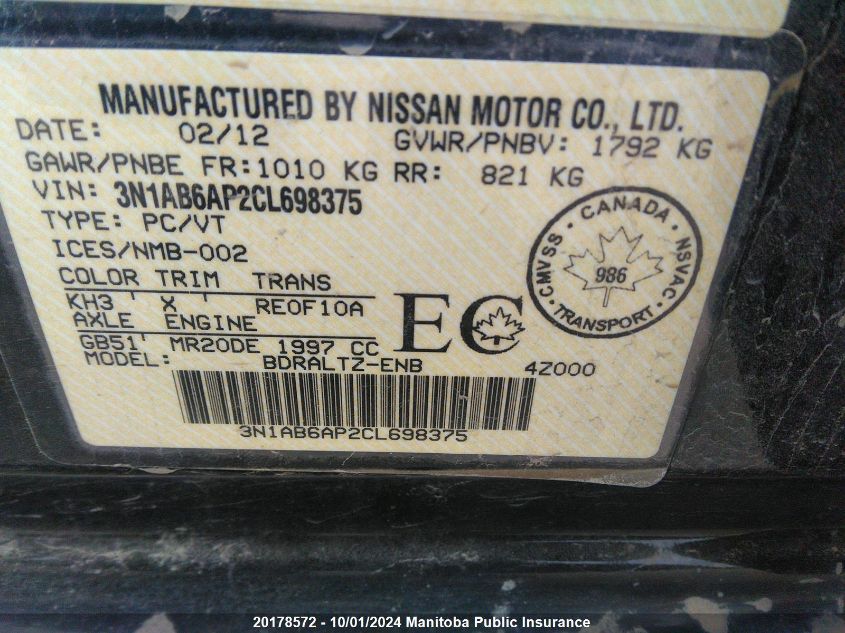 MANUFACTURED BY NISSAN MOTOR CO., LTD.
DATE: 02/12 GVWR/PNBV: 1792 KG
GAWR/PNBE FR:1010 KG RR: 821 KG
VIN: 3N1AB6AP2CL698375
TYPE: PC/VT
ICES/NMB-002
COLOR TRIM TRANS
KH3 ' X ' RE0F10A
AXLE ENGINE
GB51' MR20DE 1997 CC
MODEL: BDRALTZ-ENB 4Z000
EC
CANADA · NSVAC · TRANSPORT · CMVSS ·
986
3N1AB6AP2CL698375
20178572 - 10/01/2024 Manitoba Public Insurance